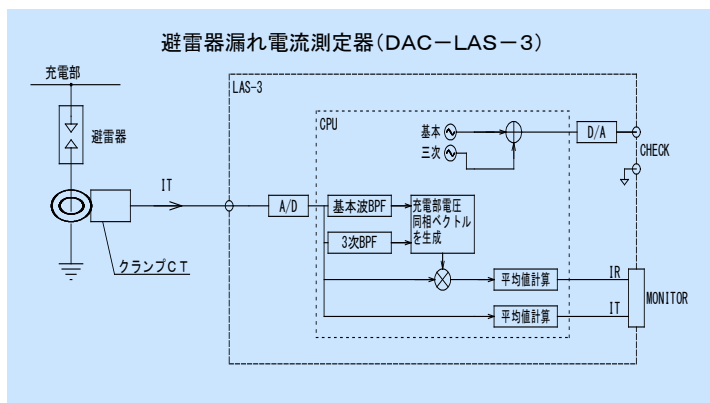 避雷器漏れ電流測定器(DAC-LAS-3)
充電部
LAS-3
避雷器
CPU
基本
三次
D/A
CHECK
IT
A/D
基本波BPF
3次BPF
充電部電圧
同相ベクトル
を生成
クランプCT
平均値計算
IR
平均値計算
IT
MONITOR